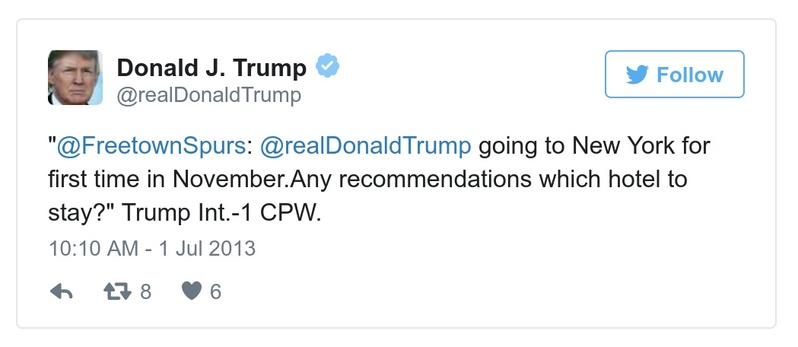 Donald J. Trump
@realDonaldTrump
Follow
"@FreetownSpurs: @realDonaldTrump going to New York for
first time in November.Any recommendations which hotel to
stay?" Trump Int.-1 CPW.
10:10 AM - 1 Jul 2013
8 6